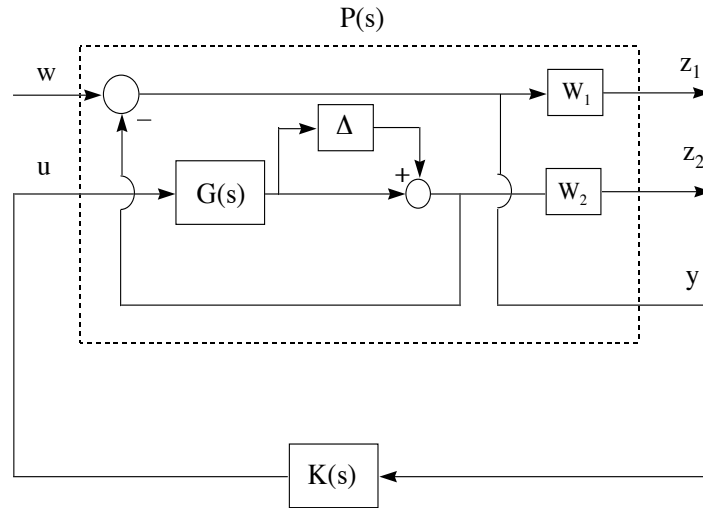 P(s)
w
−
W₁
z₁
Δ
u
G(s)
+
W₂
z₂
y
K(s)